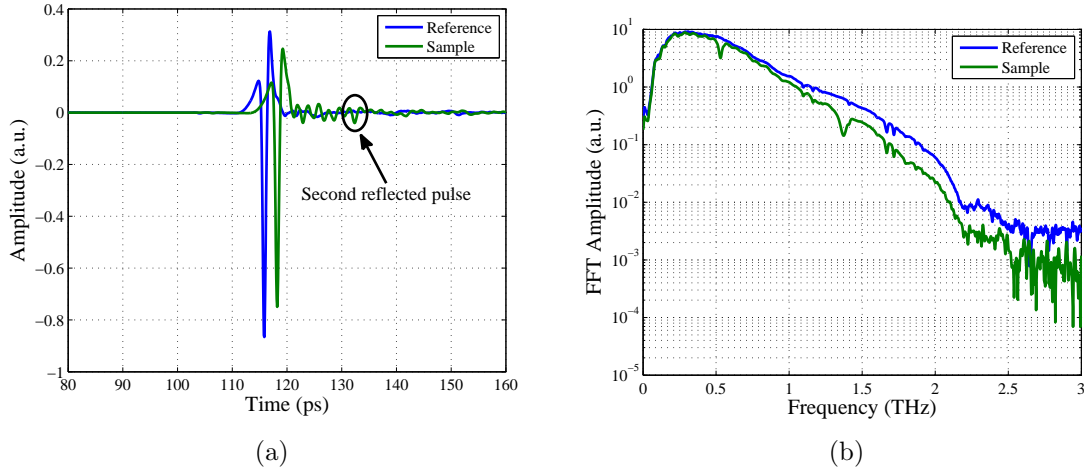 0.4
0.2
0
−0.2
−0.4
−0.6
−0.8
−1
80 90 100 110 120 130 140 150 160
Amplitude (a.u.)
Time (ps)
Reference
Sample
Second reflected pulse
(a)
10^1
10^0
10^−1
10^−2
10^−3
10^−4
10^−5
0 0.5 1 1.5 2 2.5 3
FFT Amplitude (a.u.)
Frequency (THz)
Reference
Sample
(b)